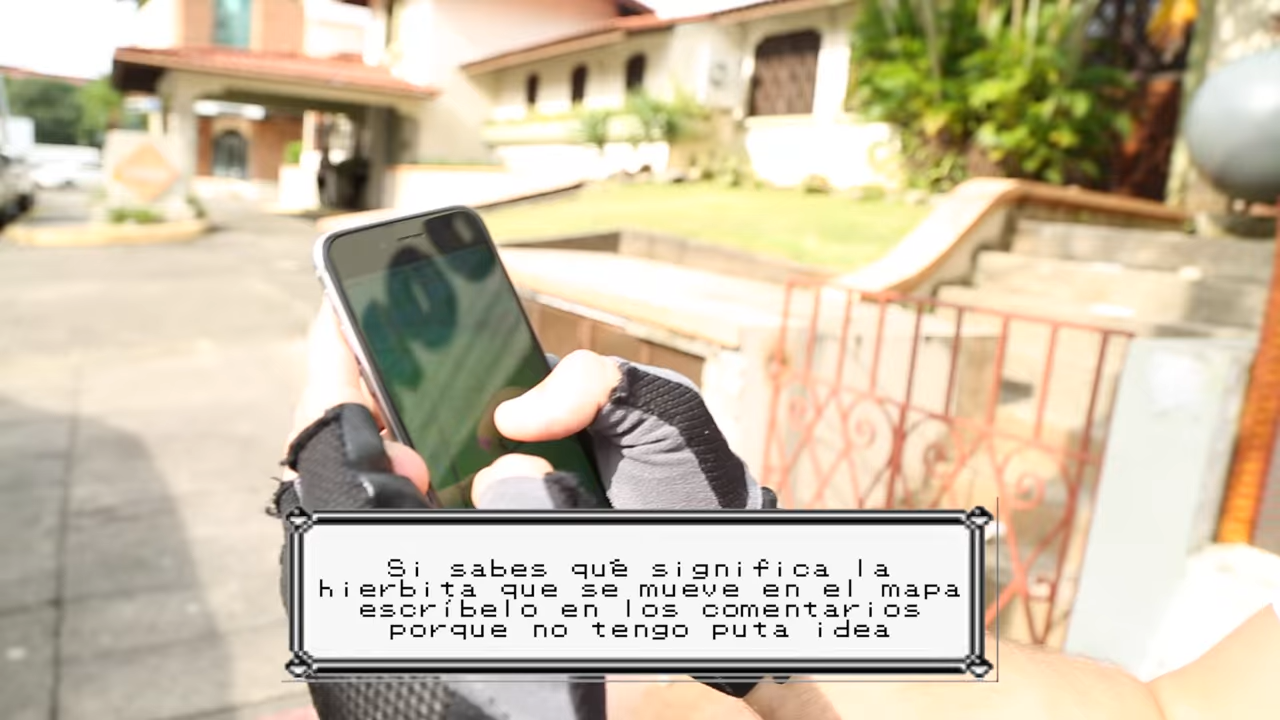 Si sabes qué significa la
hierbita que se mueve en el mapa
escríbelo en los comentarios
porque no tengo puta idea